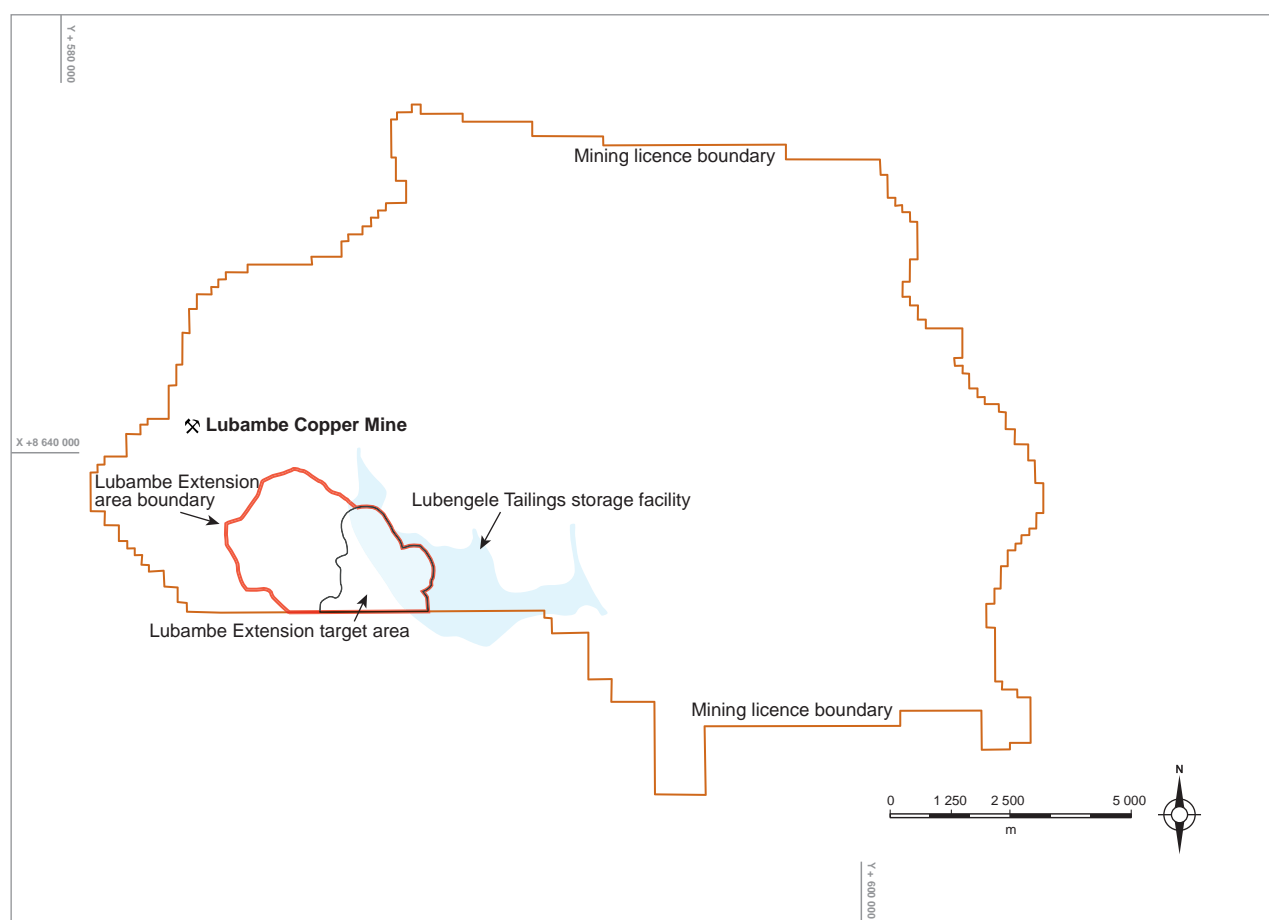 Y + 580 000
Mining licence boundary
Lubambe Copper Mine
X +8 640 000
Lubambe Extension
area boundary
Lubengele Tailings storage facility
Lubambe Extension target area
Mining licence boundary
N
0 1 250 2 500 5 000
m
Y + 600 000